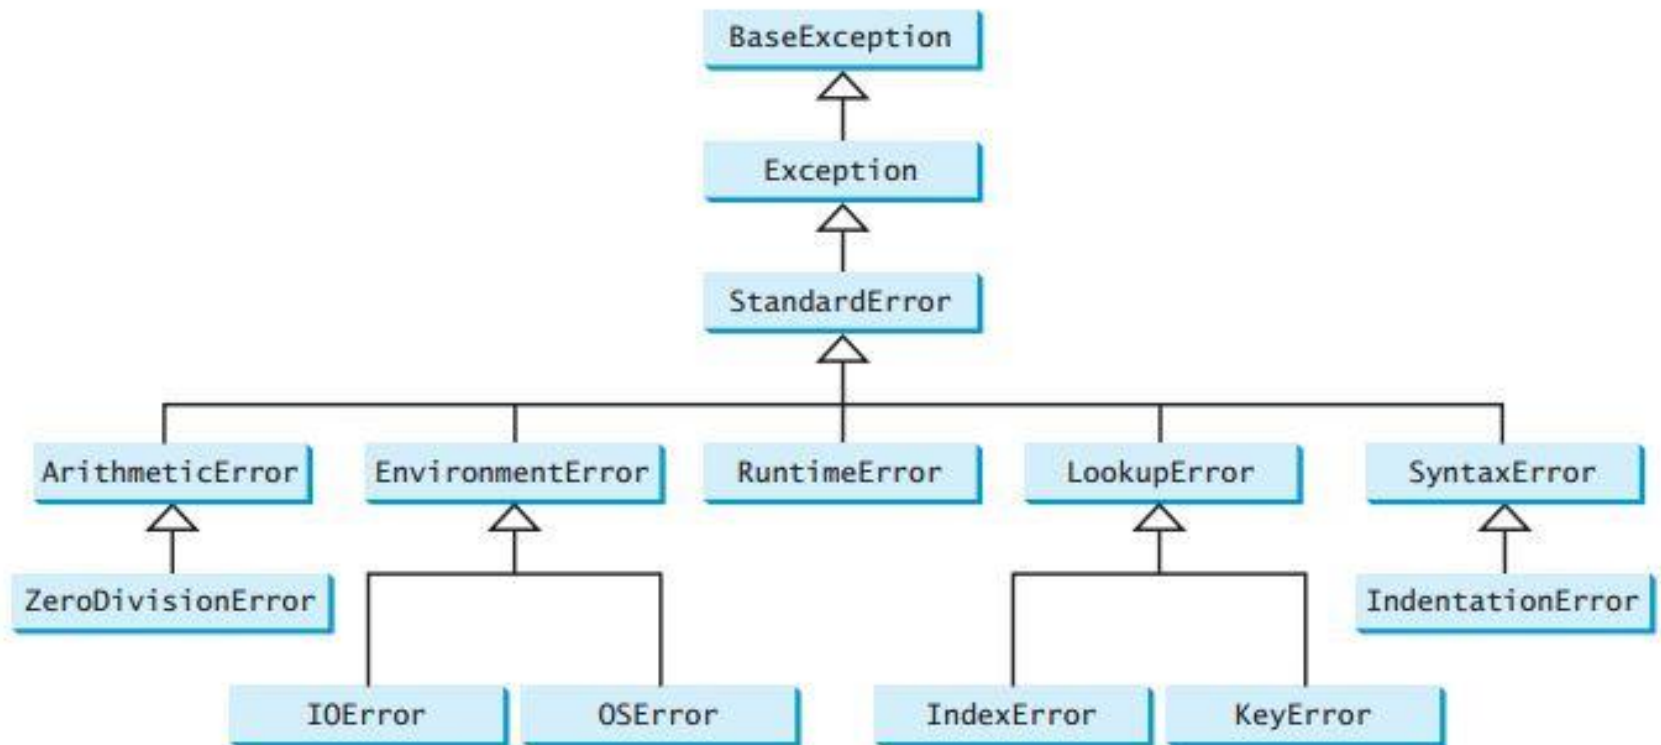 BaseException
Exception
StandardError
ArithmeticError
EnvironmentError
RuntimeError
LookupError
SyntaxError
ZeroDivisionError
IndentationError
IOError
OSError
IndexError
KeyError